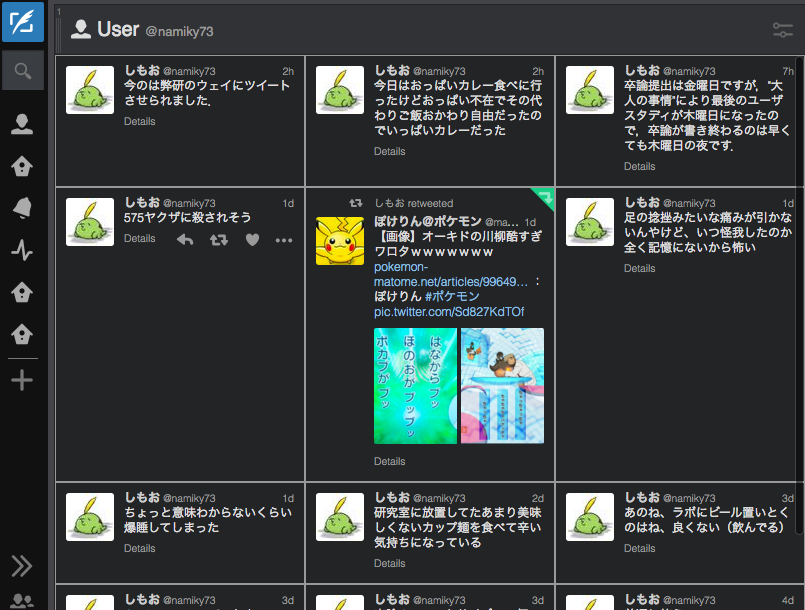 1
User @namiky73
しもお @namiky73 2h
今のは弊研のウェイにツイート
させられました.
Details
しもお @namiky73 2h
今日はおっぱいカレー食べに行
ったけどおっぱい不在でその代
わりご飯おかわり自由だったの
でいっぱいカレーだった
Details
しもお @namiky73 7h
卒論提出は金曜日ですが，"大
人の事情"により最後のユーザ
スタディが木曜日になったの
で，卒論が書き終わるのは早く
ても木曜日の夜です．
Details
しもお @namiky73 1d
575ヤクザに殺されそう
Details
しもお retweeted
ぽけりん@ポケモン @ma... 1d
【画像】オーキドの川柳酷すぎ
ワロタｗｗｗｗｗｗｗ
pokemon-
matome.net/articles/99649... :
ぽけりん #ポケモン
pic.twitter.com/Sd827KdTOf
はなからブッ
ほのおがブッブッ
ポカブがブッ
Details
しもお @namiky73 1d
足の捻挫みたいな痛みが引かな
いんやけど、いつ怪我したのか
全く記憶にないから怖い
Details
しもお @namiky73 1d
ちょっと意味わからないくらい
爆睡してしまった
Details
しもお @namiky73 2d
研究室に放置してたあまり美味
しくないカップ麺を食べて辛い
気持ちになっている
Details
しもお @namiky73 3d
あのね、ラボにビール置いとく
のはね、良くない（飲んでる）
Details
しもお @namiky73 3d
しもお @namiky73 3d
しもお @namiky73 4d